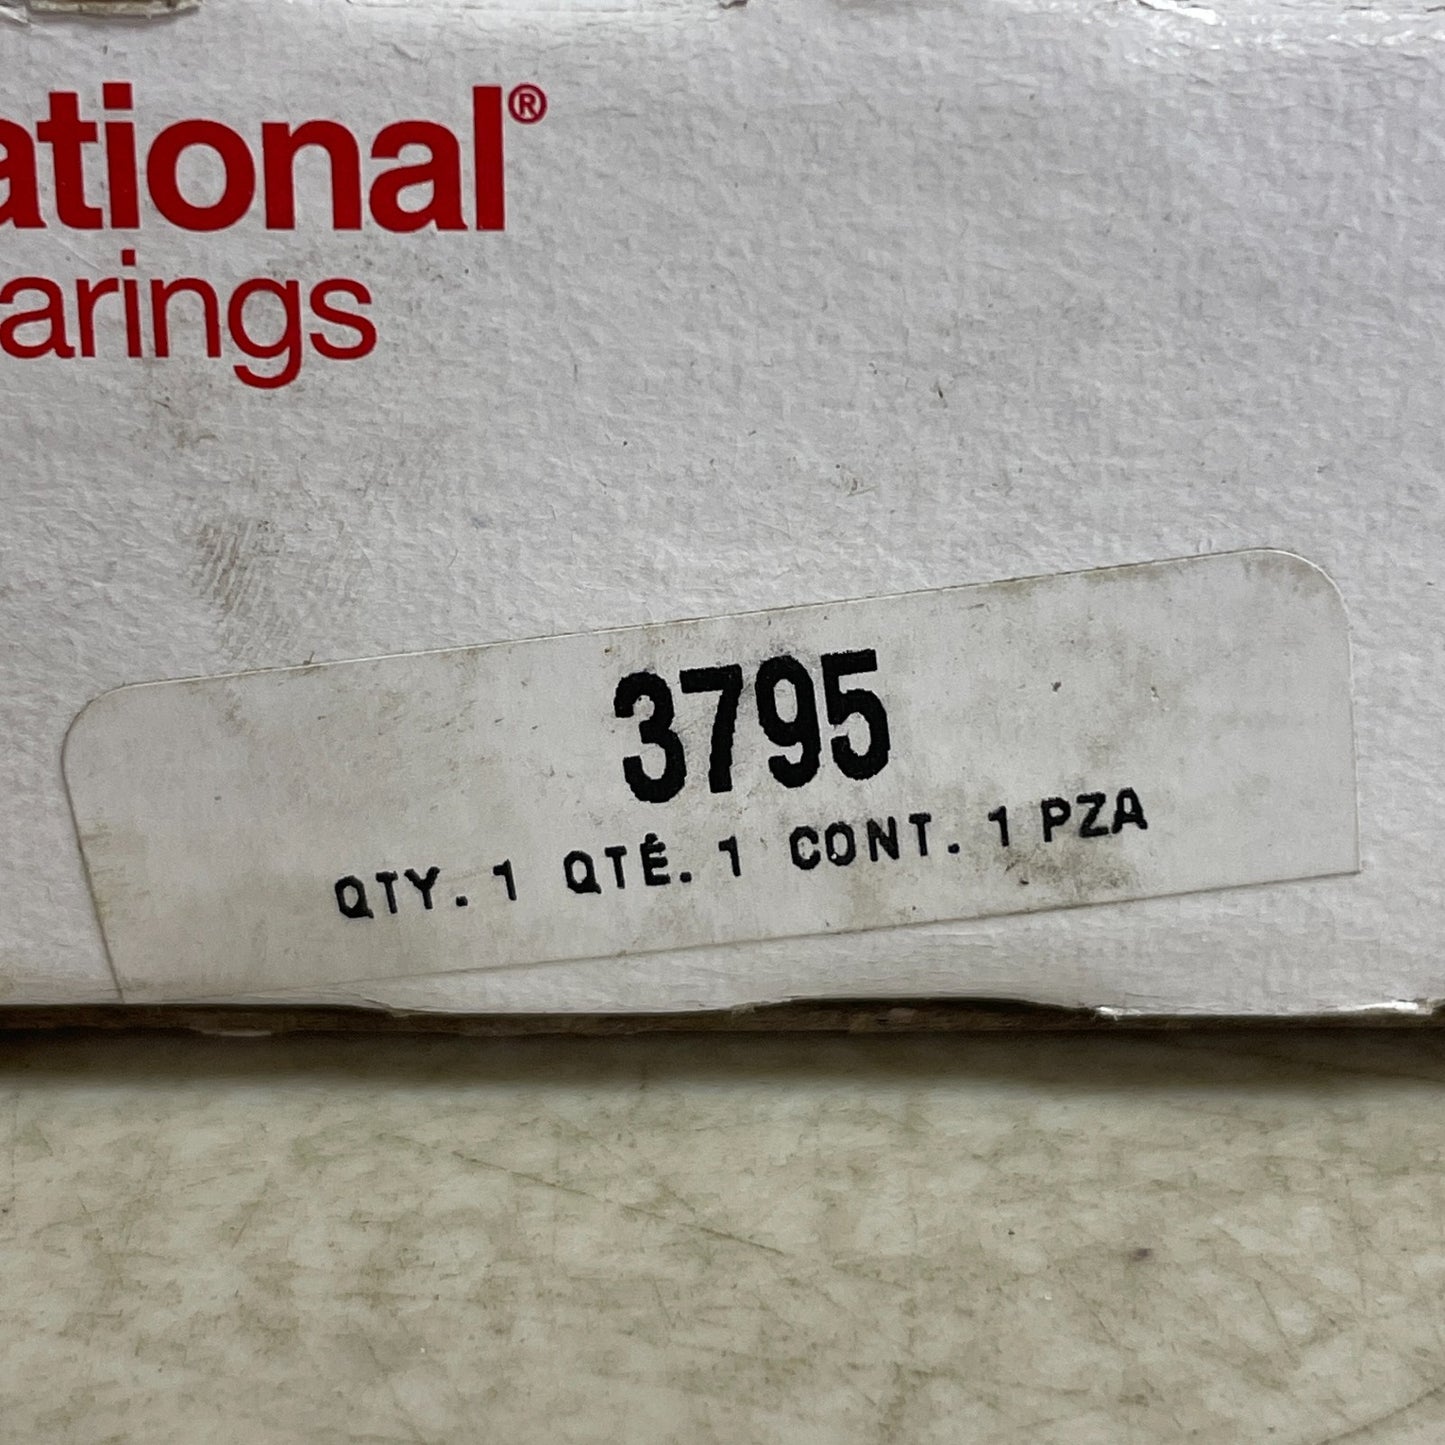 ational®
arings
3795
QTY. 1 QTÉ. 1 CONT. 1 PZA